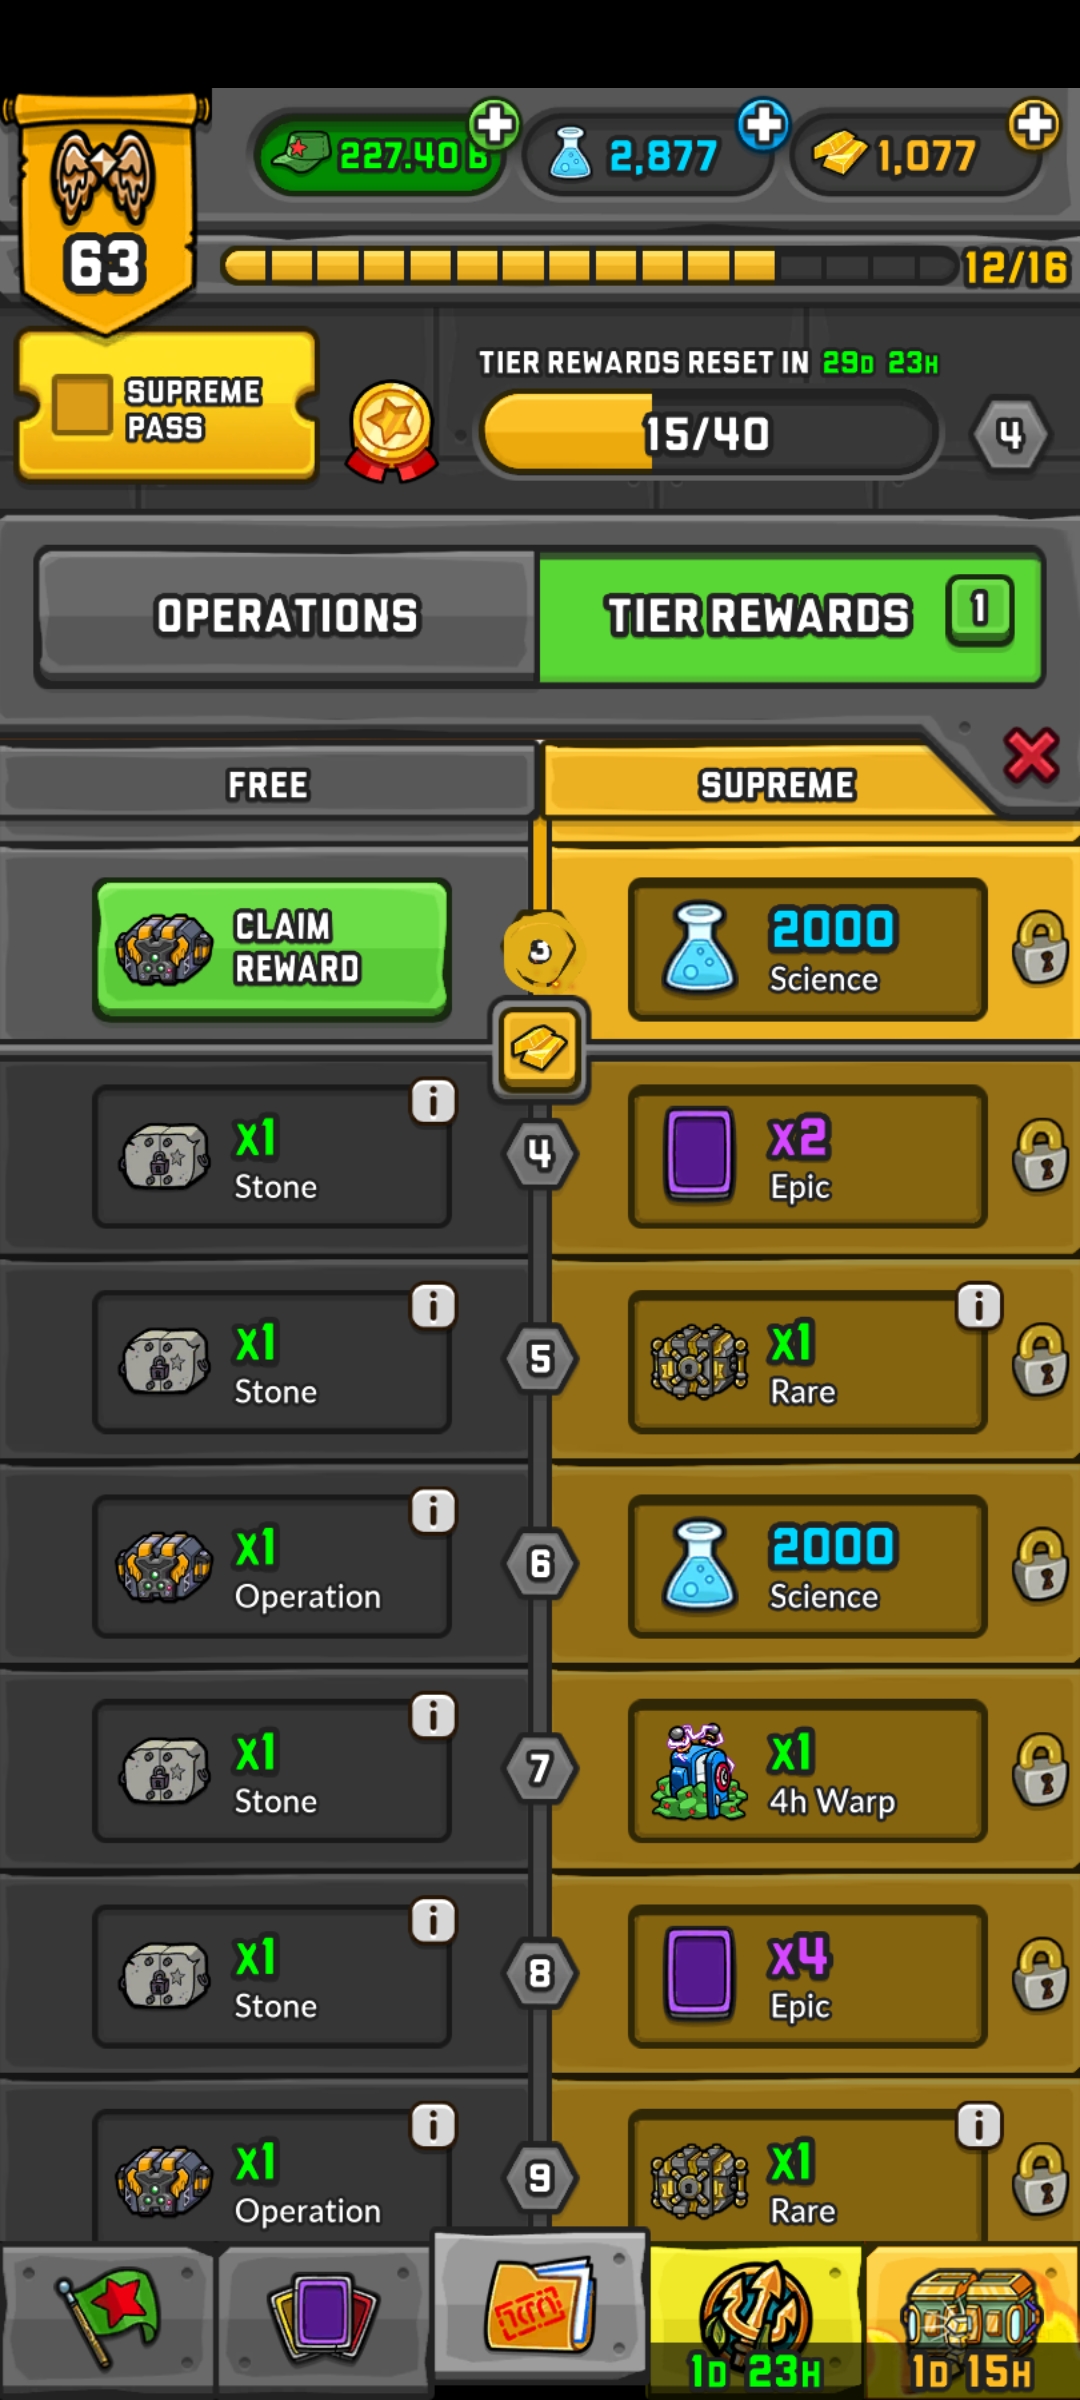 63
227.40 B
2,877
1,077
12/16
SUPREME
PASS
TIER REWARDS RESET IN 29D 23H
15/40
4
OPERATIONS
TIER REWARDS
1
FREE
SUPREME
CLAIM
REWARD
3
2000
Science
x1
Stone
4
x2
Epic
x1
Stone
5
x1
Rare
x1
Operation
6
2000
Science
x1
Stone
7
x1
4h Warp
x1
Stone
8
x4
Epic
x1
Operation
9
x1
Rare
1D 23H
1D 15H